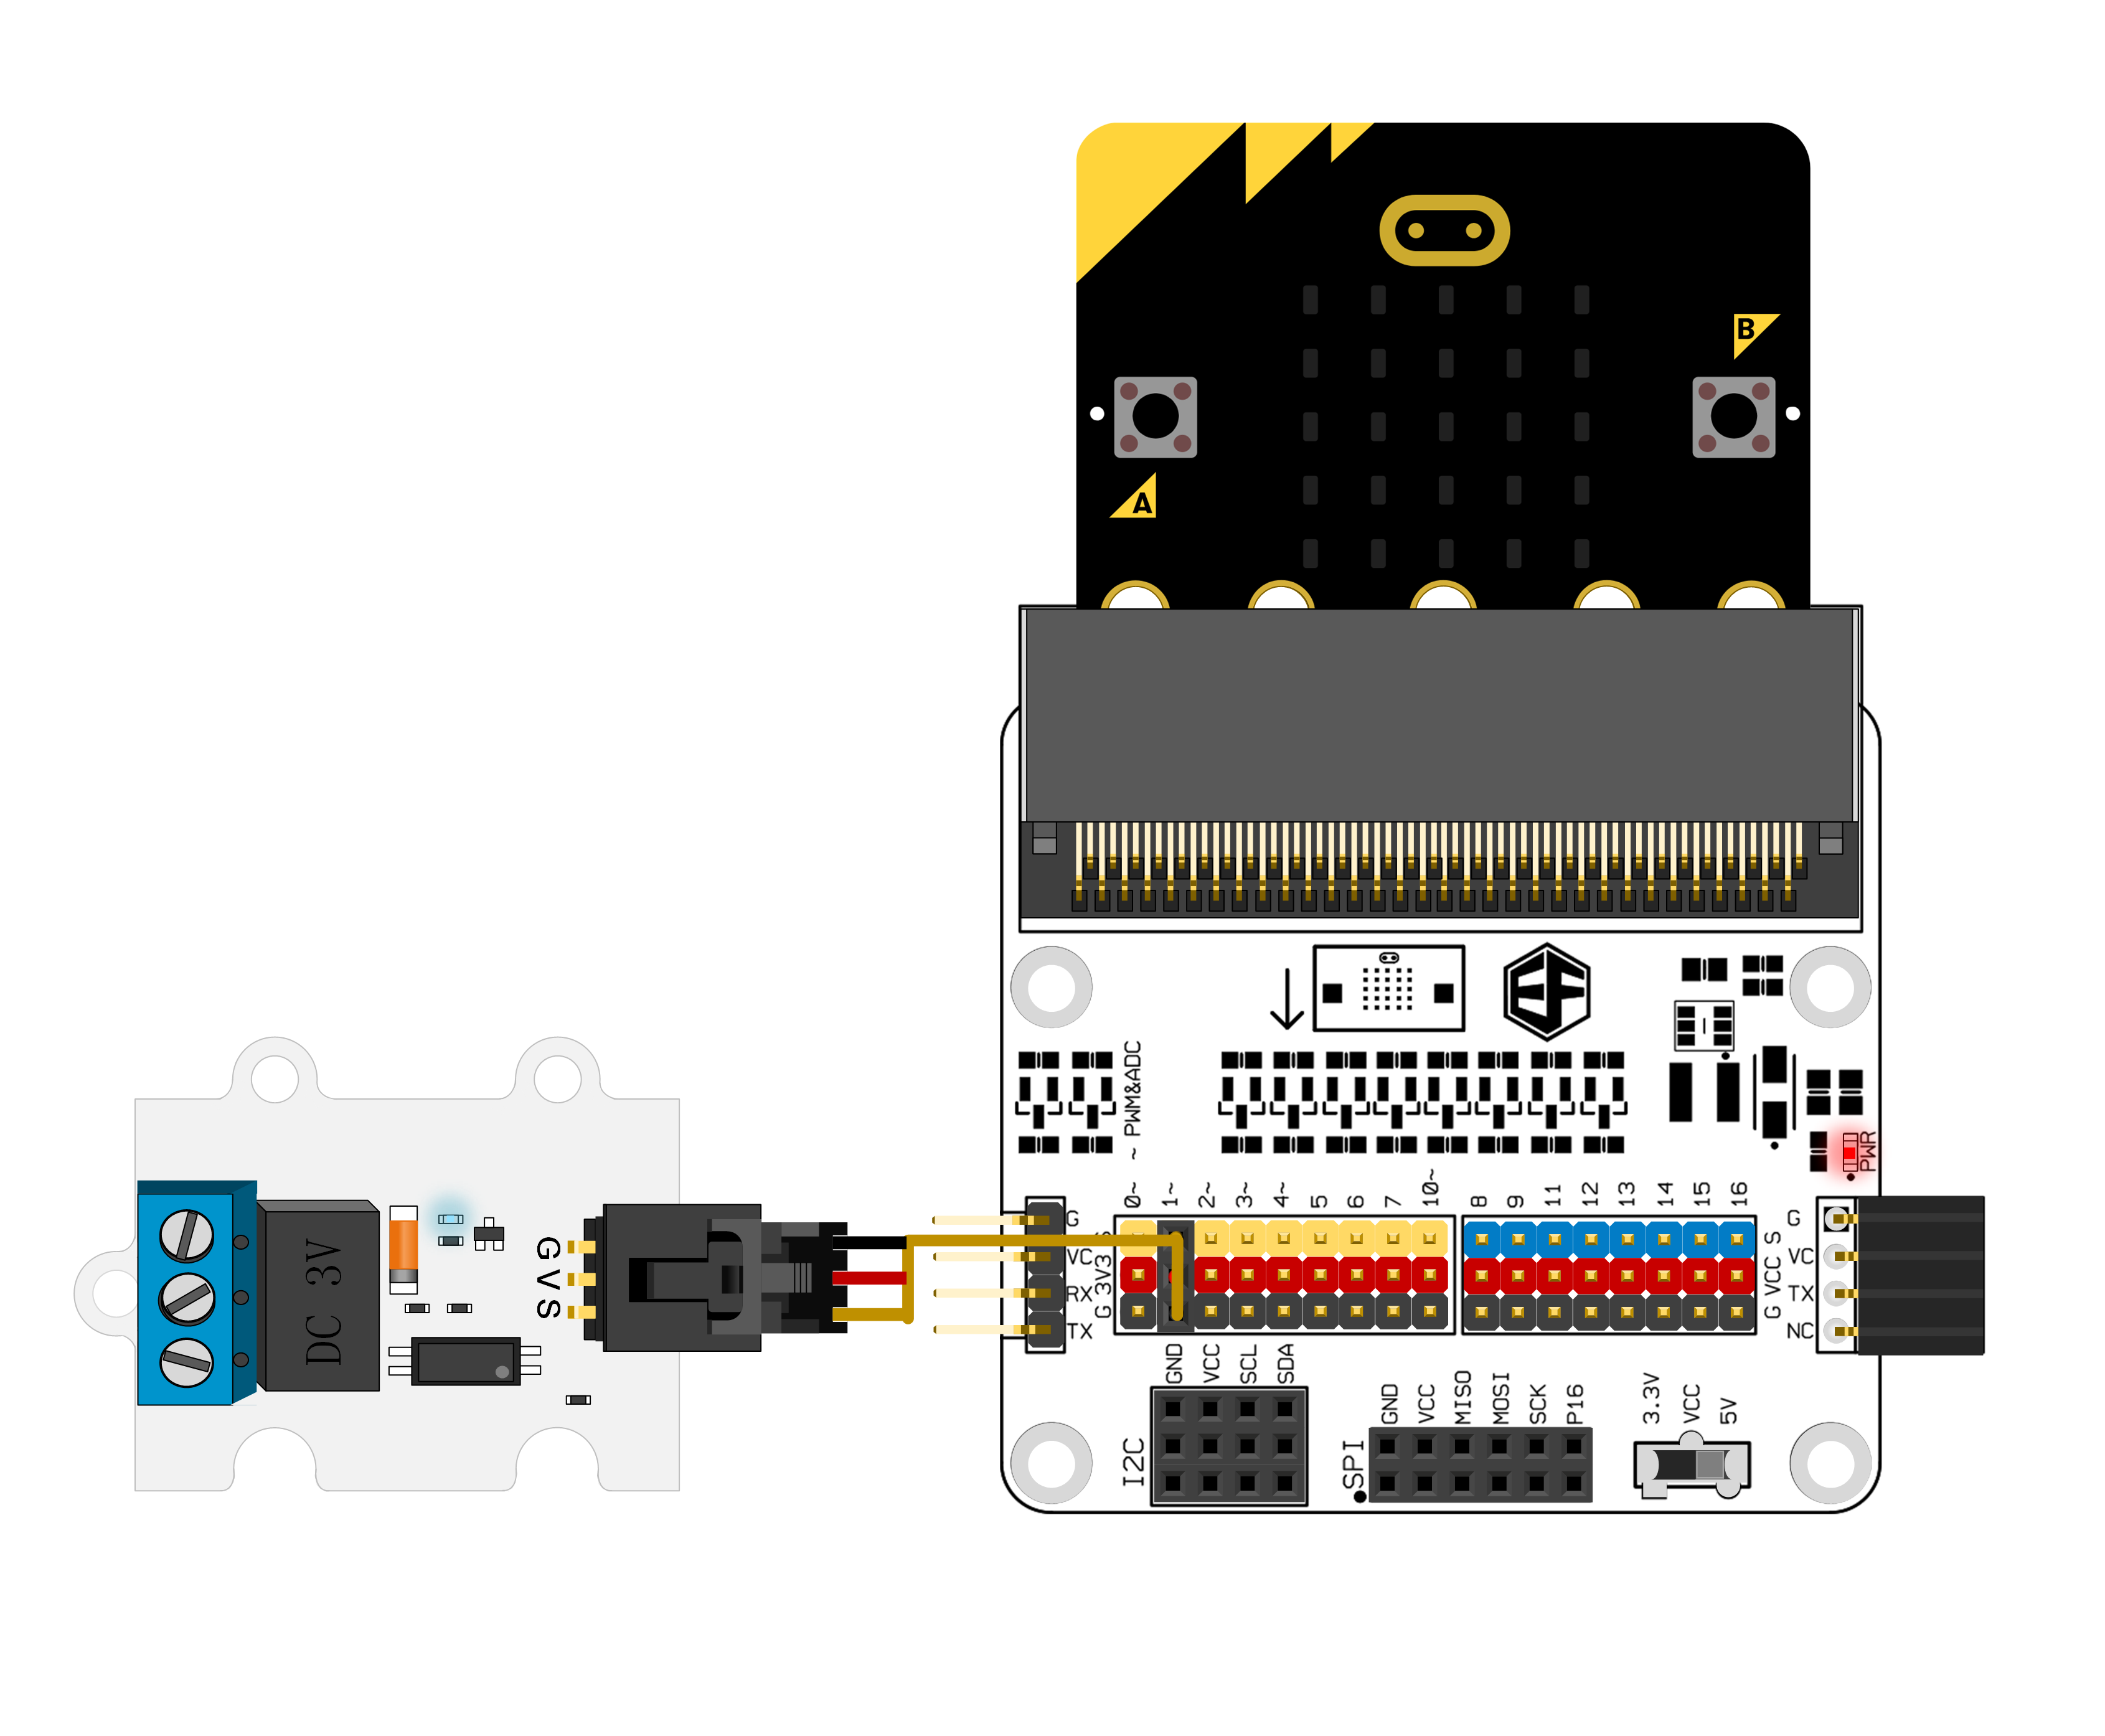 B
A
~ PWM&ADC
PWR
0~ 1~ 2~ 3~ 4~ 5 6 7 10~
8 9 11 12 13 14 15 16
G
VC
RX
TX
G 3V3 S
G VCC S
G
VC
TX
NC
G V S
DC 3V
GND VCC SCL SDA
I2C
GND VCC MISO MOSI SCK P16
SPI
3.3V VCC 5V
EF